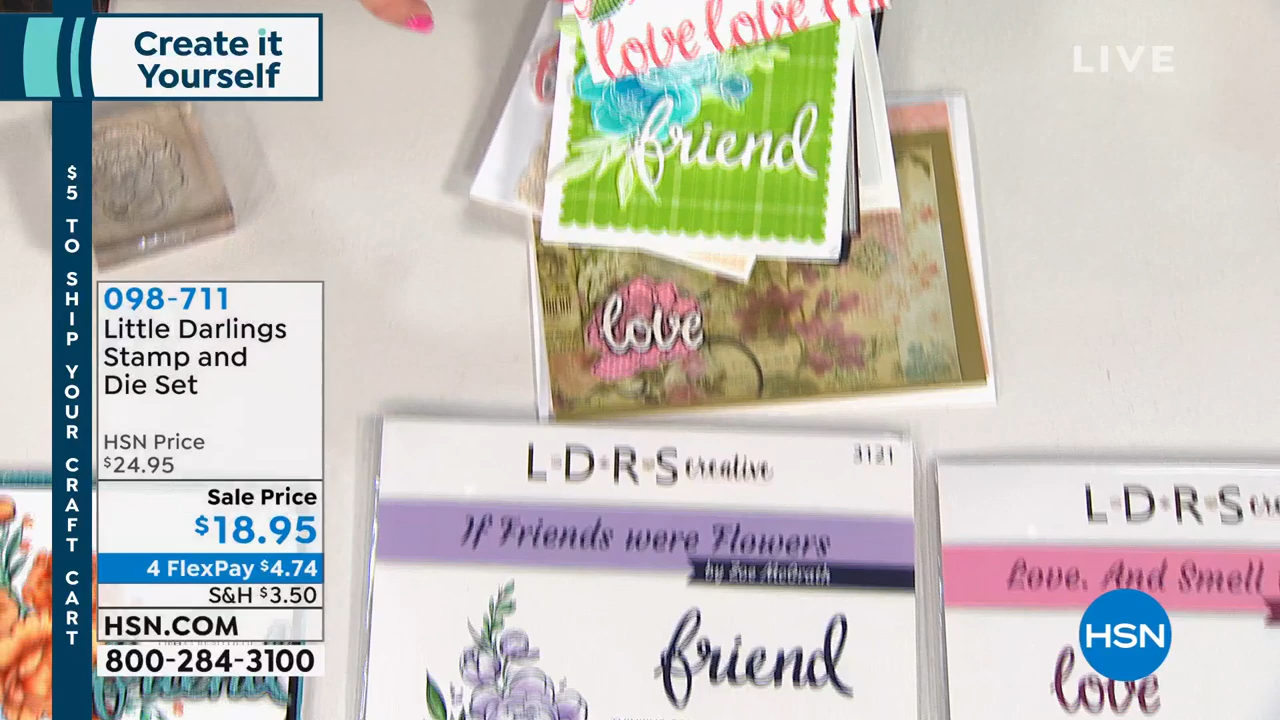 Create it
Yourself
LIVE
$5 TO SHIP YOUR CRAFT CART
098-711
Little Darlings
Stamp and
Die Set
HSN Price
$24.95
Sale Price
$18.95
4 FlexPay $4.74
S&H $3.50
HSN.COM
800-284-3100
love love
friend
love
L·D·R·S creative
3121
If Friends were Flowers
friend
L·D·R·S
Love, And Smell
love
HSN